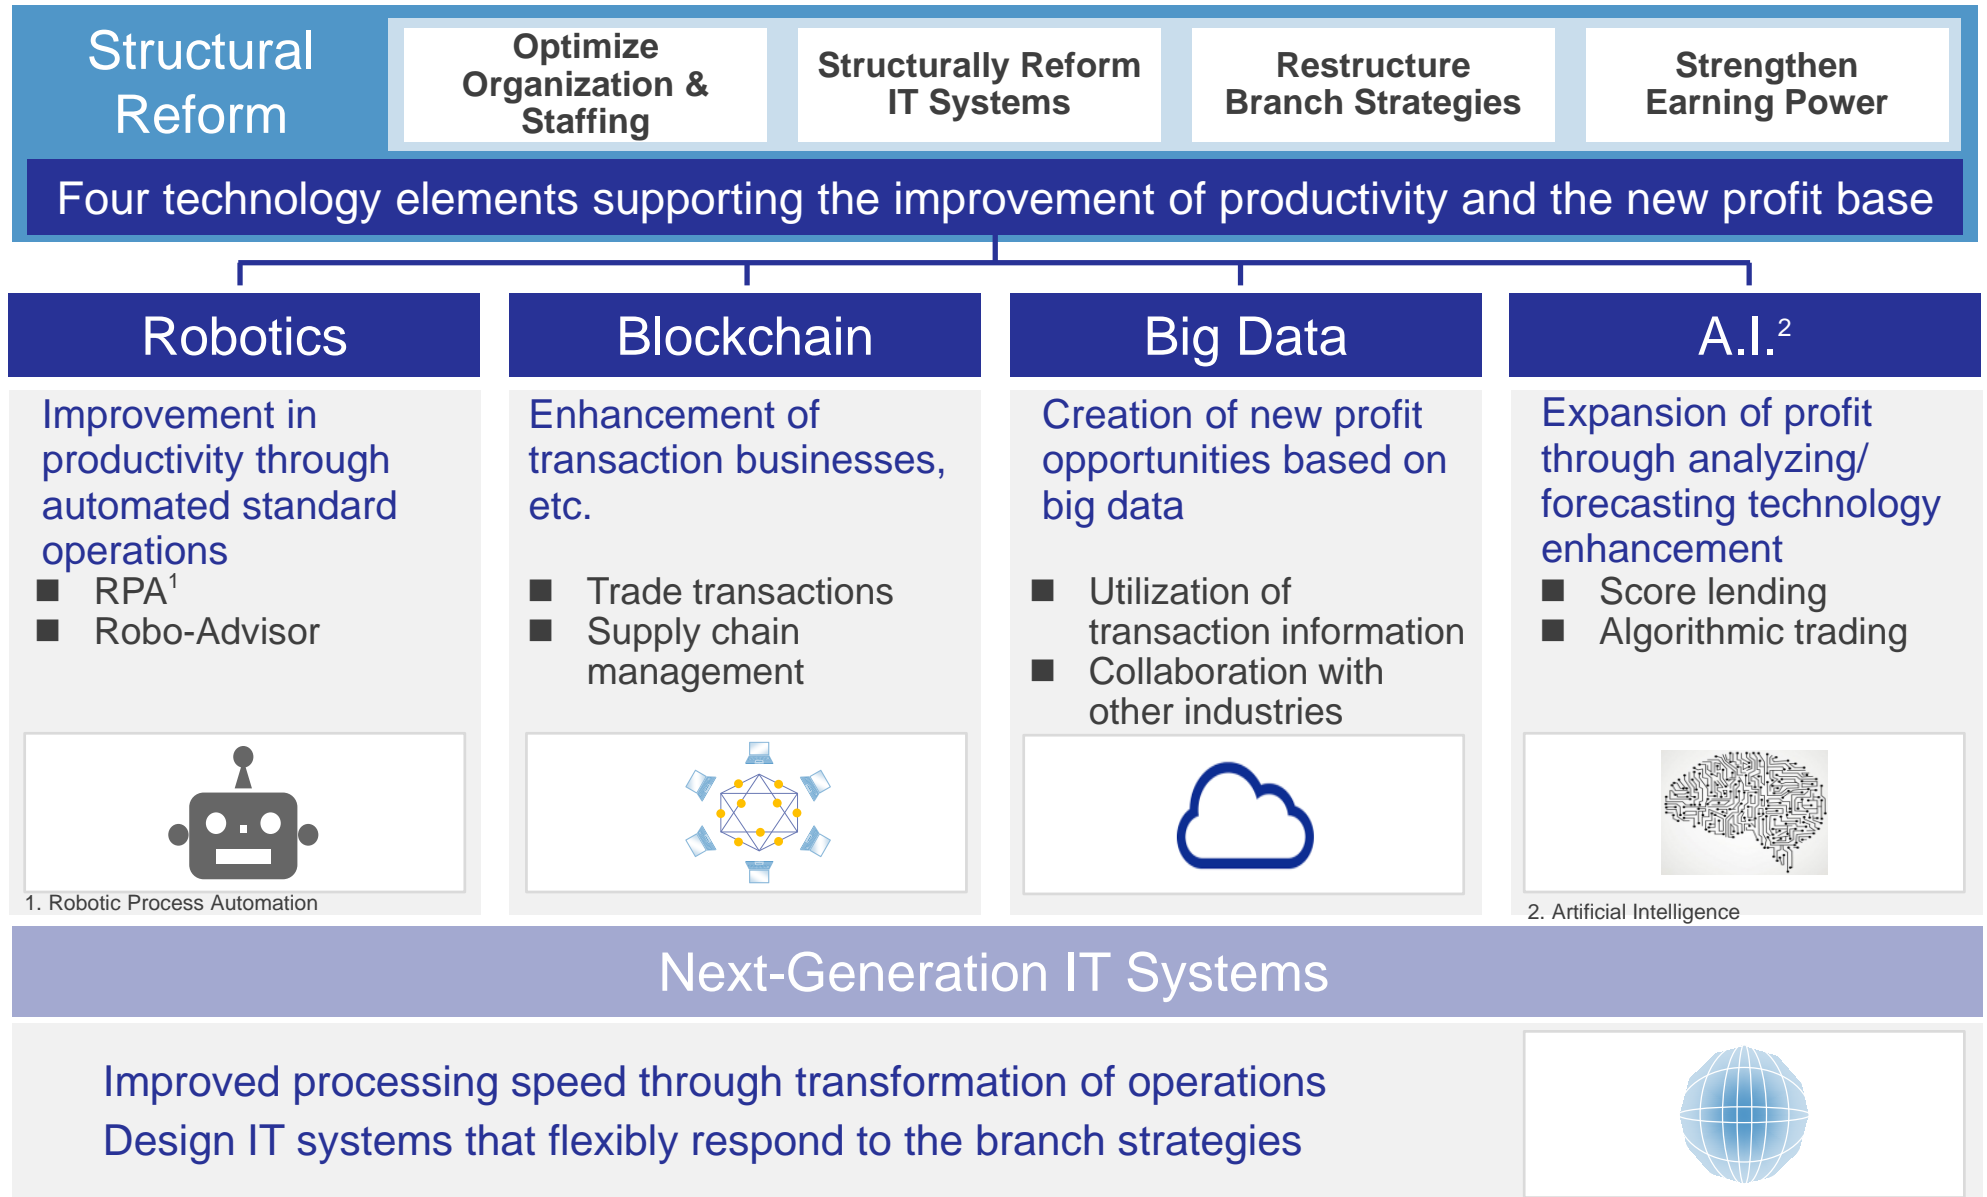 Structural
Reform
Optimize
Organization &
Staffing
Structurally Reform
IT Systems
Restructure
Branch Strategies
Strengthen
Earning Power
Four technology elements supporting the improvement of productivity and the new profit base
Robotics
Improvement in
productivity through
automated standard
operations
■ RPA¹
■ Robo-Advisor
1. Robotic Process Automation
Blockchain
Enhancement of
transaction businesses,
etc.
■ Trade transactions
■ Supply chain
management
Big Data
Creation of new profit
opportunities based on
big data
■ Utilization of
transaction information
■ Collaboration with
other industries
A.I.²
Expansion of profit
through analyzing/
forecasting technology
enhancement
■ Score lending
■ Algorithmic trading
2. Artificial Intelligence
Next-Generation IT Systems
Improved processing speed through transformation of operations
Design IT systems that flexibly respond to the branch strategies